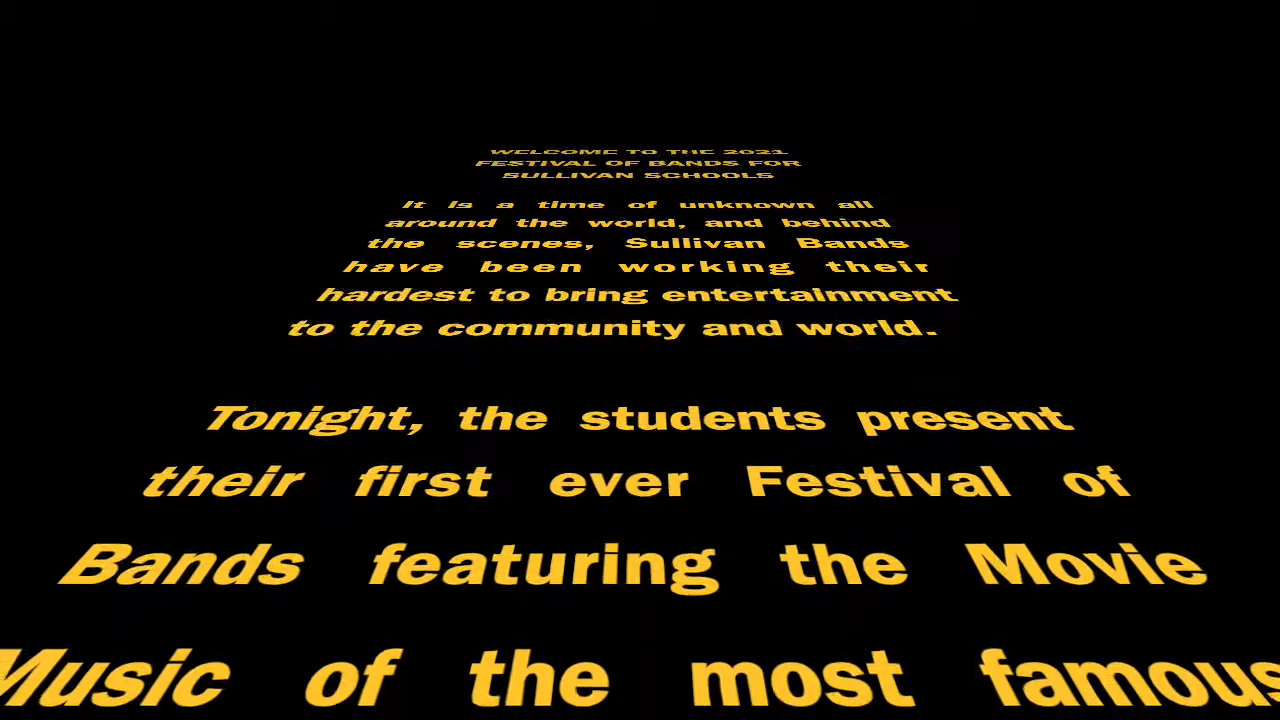 WELCOME TO THE 2021
FESTIVAL OF BANDS FOR
SULLIVAN SCHOOLS
It is a time of unknown all
around the world, and behind
the scenes, Sullivan Bands
have been working their
hardest to bring entertainment
to the community and world.
Tonight, the students present
their first ever Festival of
Bands featuring the Movie
Music of the most famous